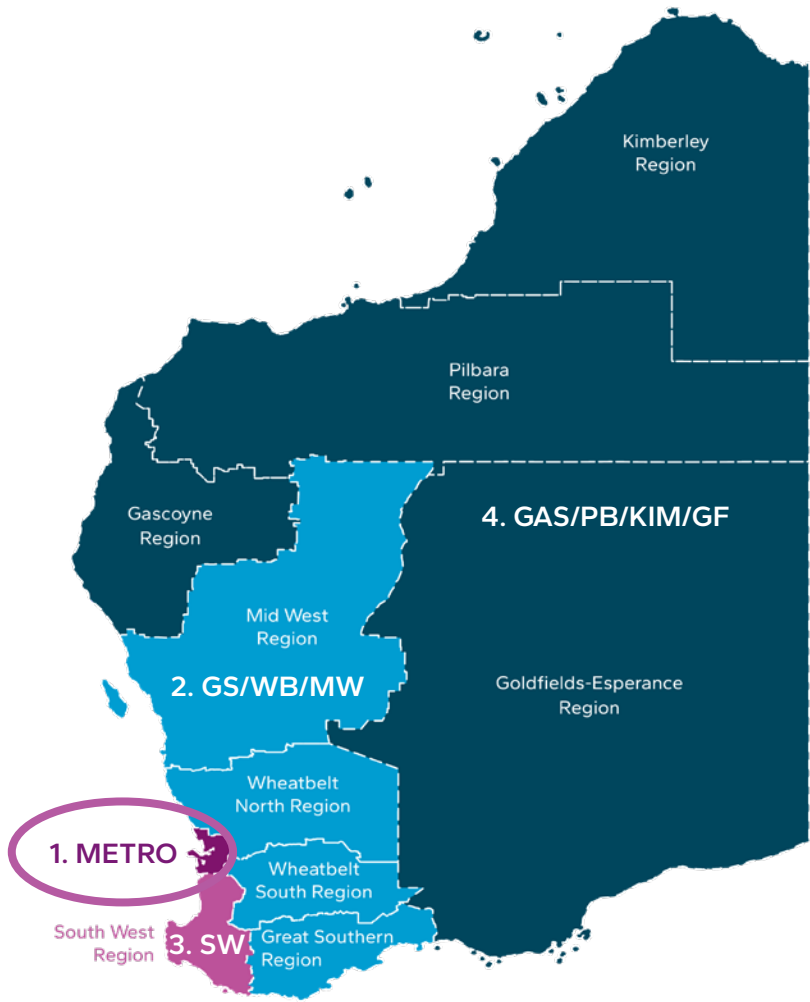 Kimberley
Region
Pilbara
Region
Gascoyne
Region
4. GAS/PB/KIM/GF
Mid West
Region
2. GS/WB/MW
Goldfields-Esperance
Region
Wheatbelt
North Region
1. METRO
Wheatbelt
South Region
South West
Region
3. SW
Great Southern
Region